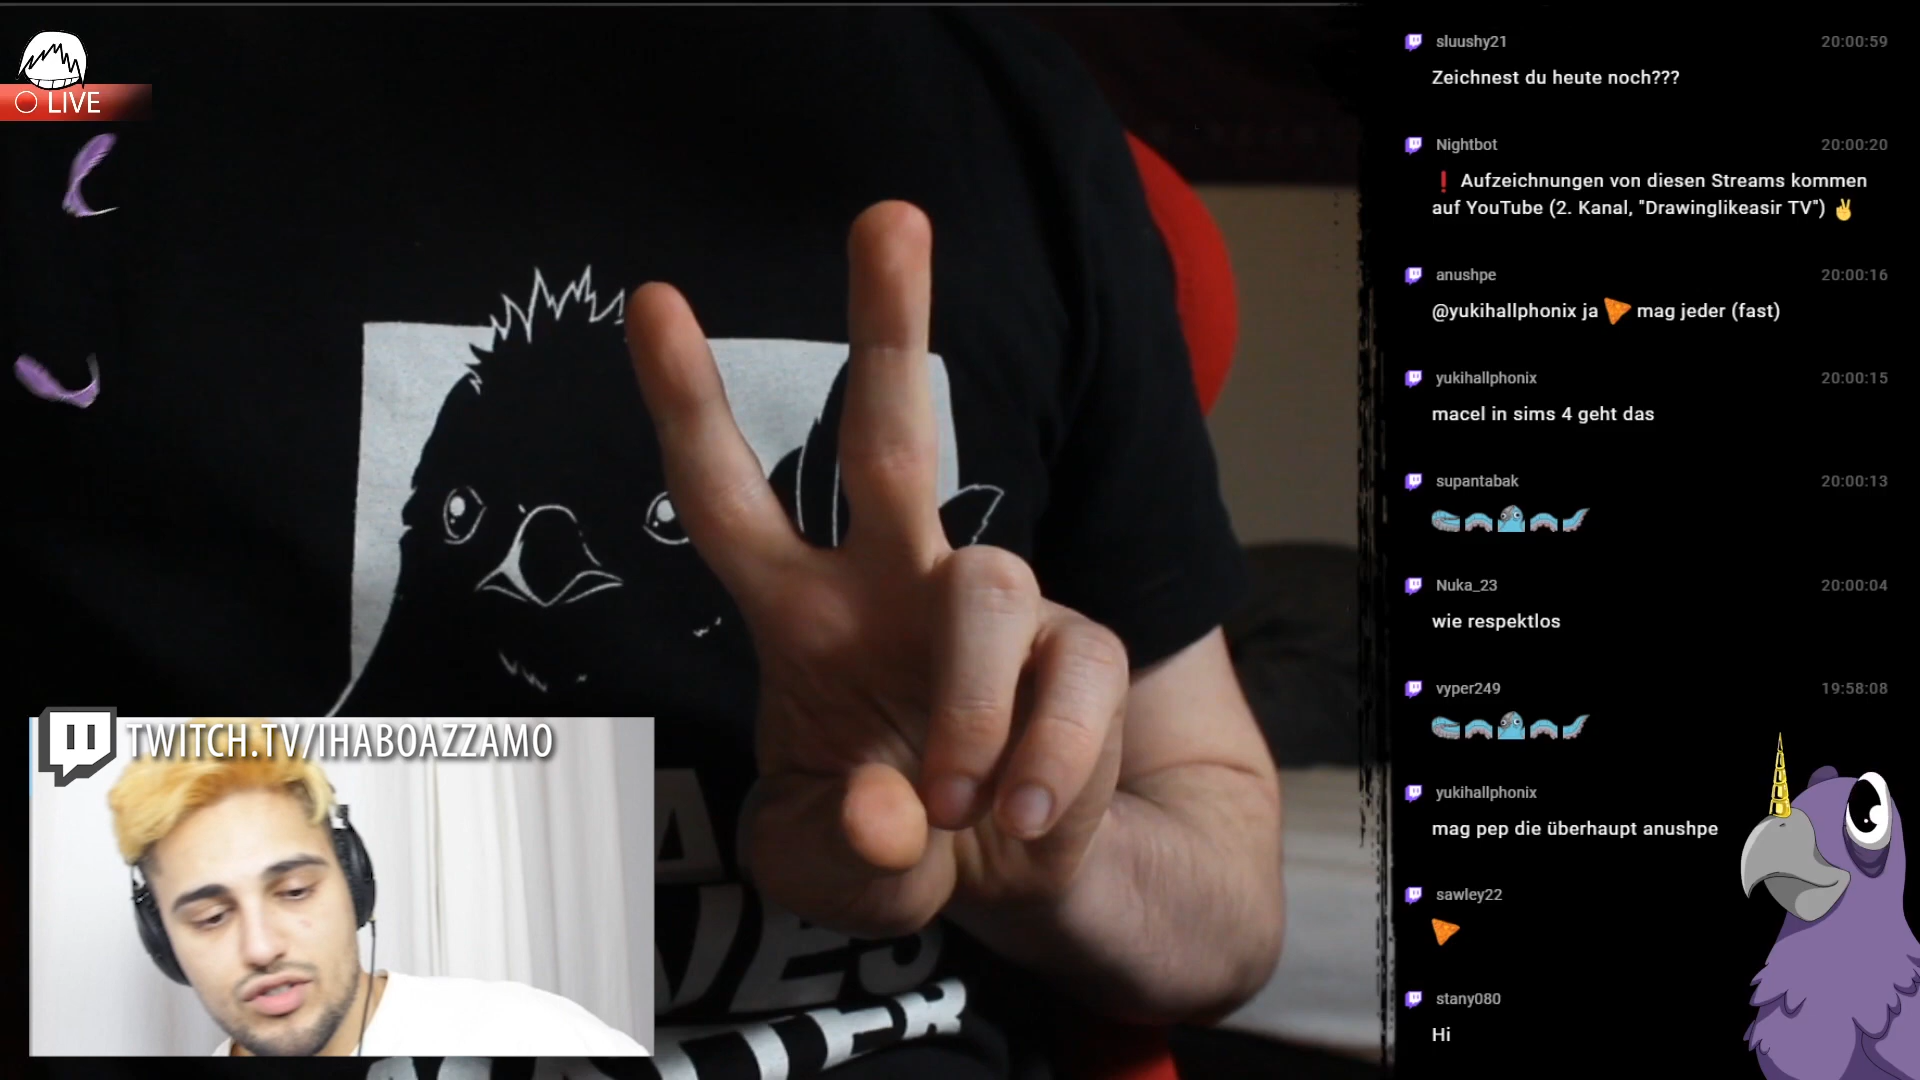 LIVE
TWITCH.TV/IHABOAZZAMO
sluushy21 20:00:59
Zeichnest du heute noch???
Nightbot 20:00:20
❗ Aufzeichnungen von diesen Streams kommen
auf YouTube (2. Kanal, "Drawinglikeasir TV") ✌
anushpe 20:00:16
@yukihallphonix ja mag jeder (fast)
yukihallphonix 20:00:15
macel in sims 4 geht das
supantabak 20:00:13
Nuka_23 20:00:04
wie respektlos
vyper249 19:58:08
yukihallphonix
mag pep die überhaupt anushpe
sawley22
stany080
Hi